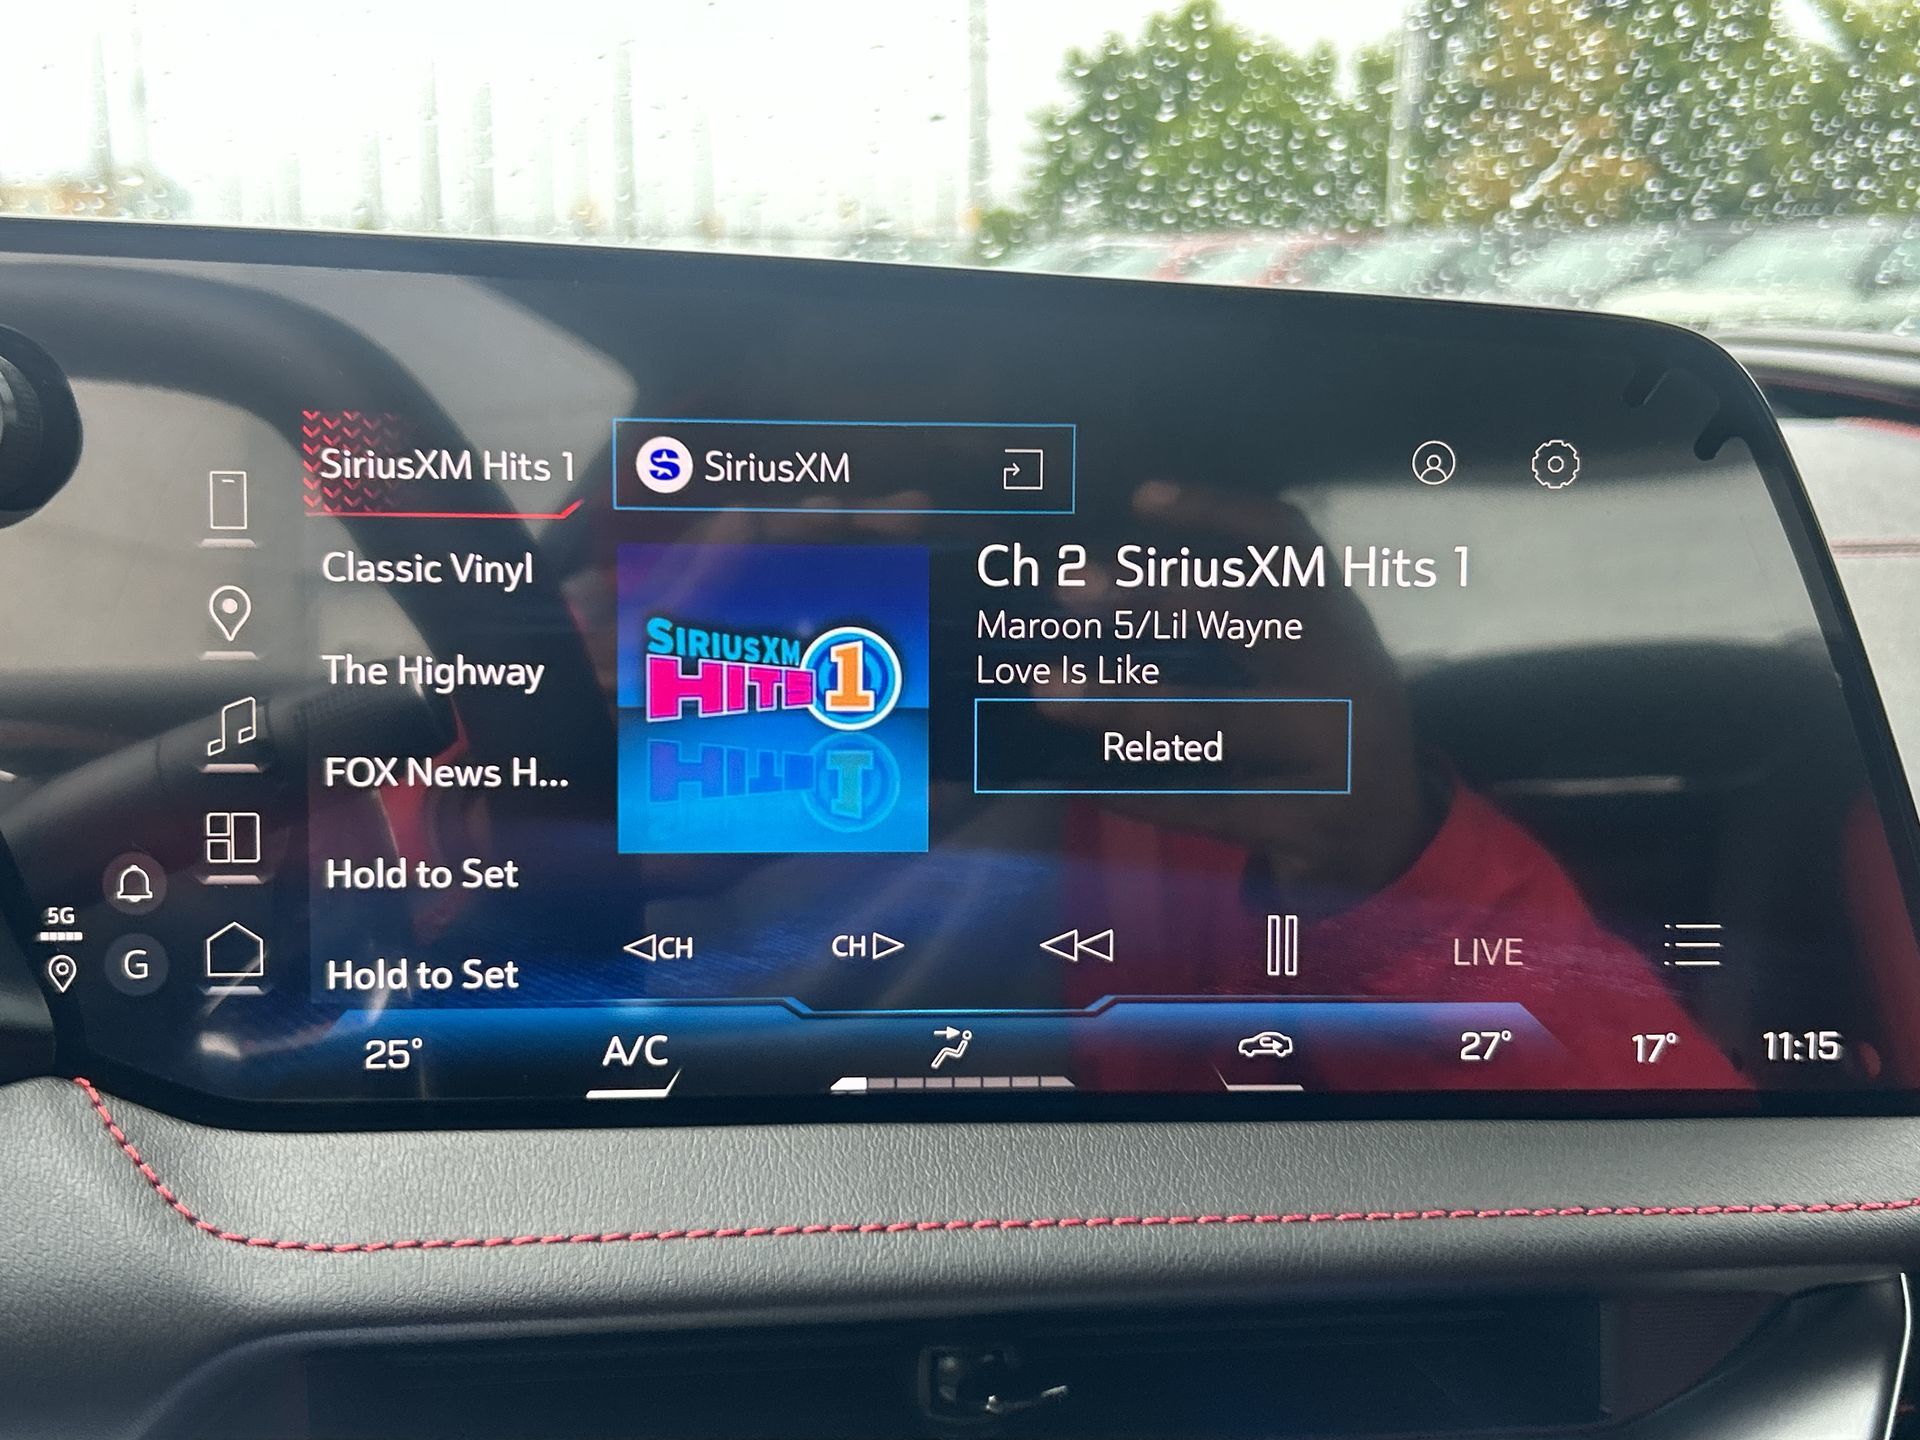 SiriusXM Hits 1
SiriusXM
Classic Vinyl
The Highway
FOX News H...
Hold to Set
Hold to Set
SIRIUSXM
HITS 1
Ch 2 SiriusXM Hits 1
Maroon 5/Lil Wayne
Love Is Like
Related
5G
G
CH
CH
LIVE
25°
A/C
27°
17°
11:15